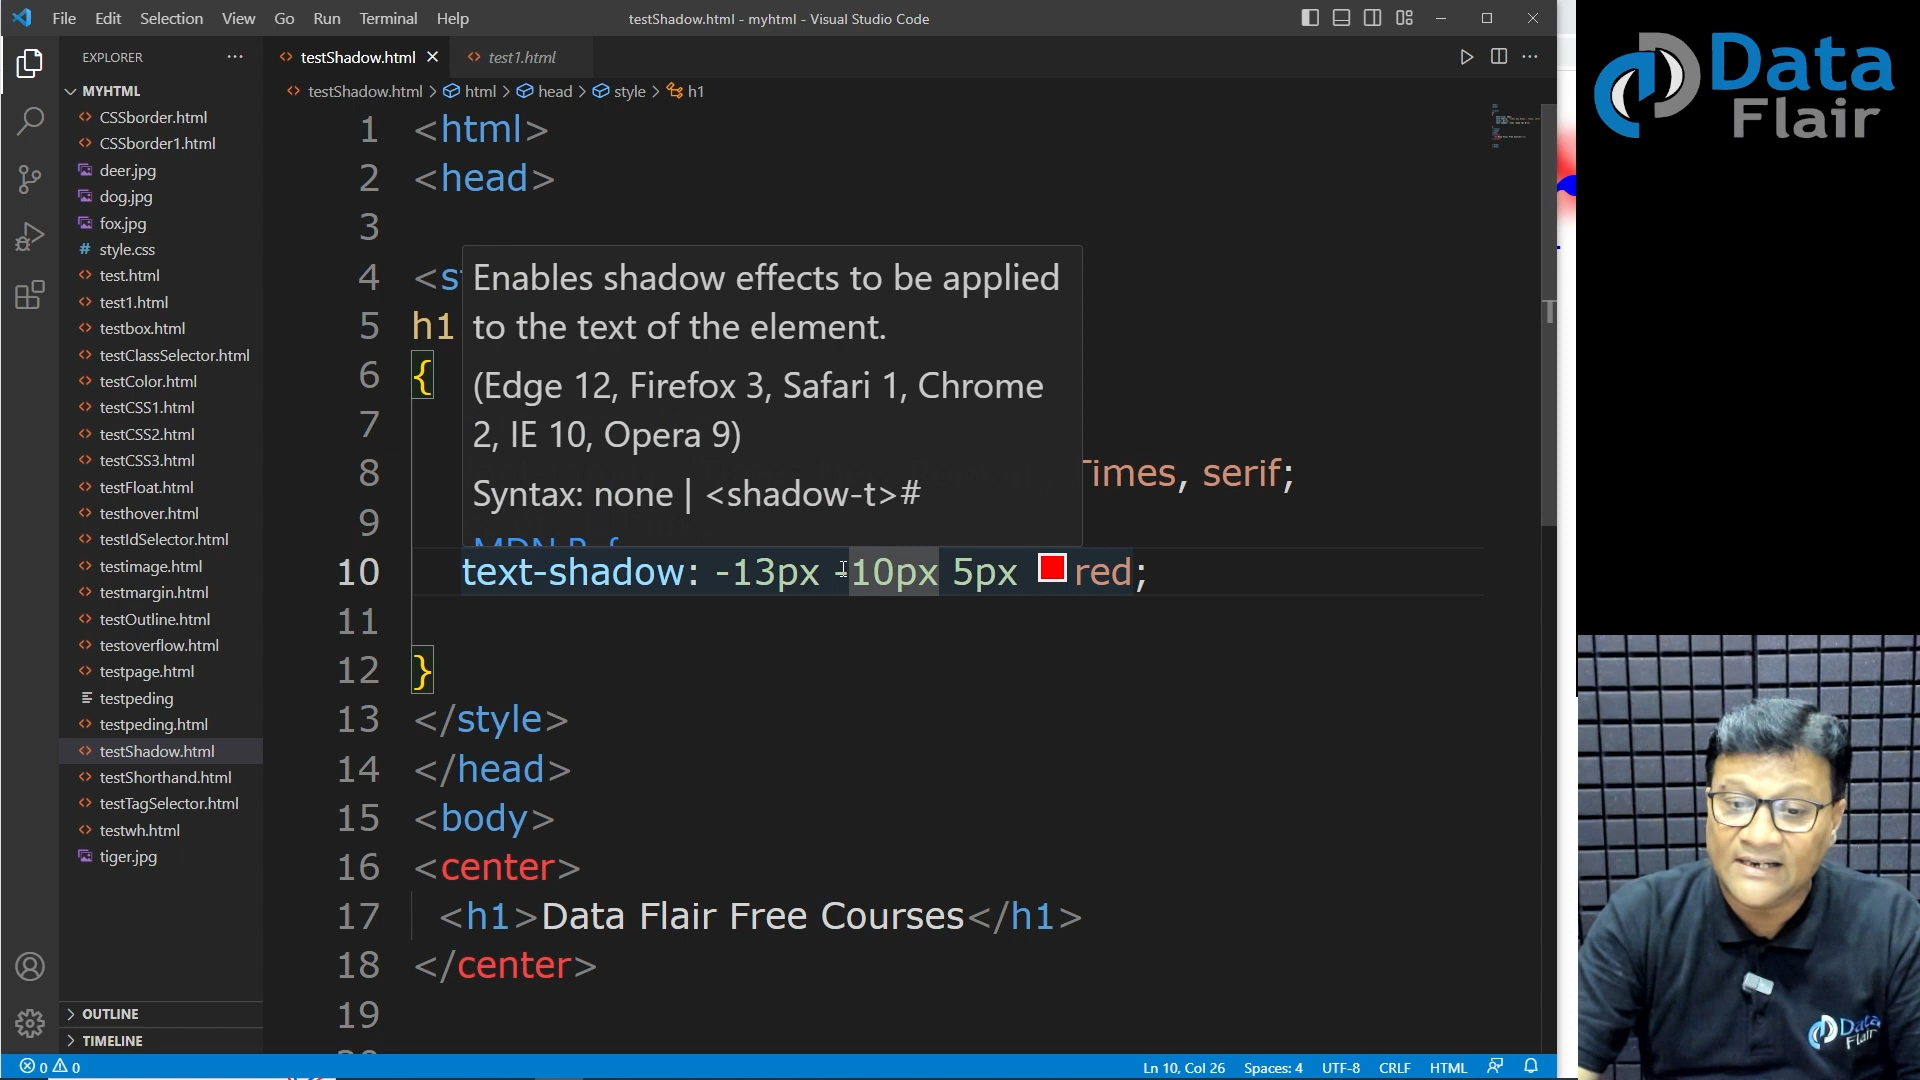 File Edit Selection View Go Run Terminal Help
testShadow.html - myhtml - Visual Studio Code
EXPLORER
MYHTML
CSSborder.html
CSSborder1.html
deer.jpg
dog.jpg
fox.jpg
style.css
test.html
test1.html
testbox.html
testClassSelector.html
testColor.html
testCSS1.html
testCSS2.html
testCSS3.html
testFloat.html
testhover.html
testIdSelector.html
testimage.html
testmargin.html
testOutline.html
testoverflow.html
testpage.html
testpeding
testpeding.html
testShadow.html
testShorthand.html
testTagSelector.html
testwh.html
tiger.jpg
OUTLINE
TIMELINE
testShadow.html test1.html
testShadow.html > html > head > style > h1
1 <html>
2 <head>
3
4 <s
5 h1
6 {
7
8 Times, serif;
9
Enables shadow effects to be applied
to the text of the element.
(Edge 12, Firefox 3, Safari 1, Chrome
2, IE 10, Opera 9)
Syntax: none | <shadow-t>#
10 text-shadow: -13px -10px 5px red;
11
12 }
13 </style>
14 </head>
15 <body>
16 <center>
17 <h1>Data Flair Free Courses</h1>
18 </center>
19
0 0
Ln 10, Col 26 Spaces: 4 UTF-8 CRLF HTML
Data
Flair
Data
Flair